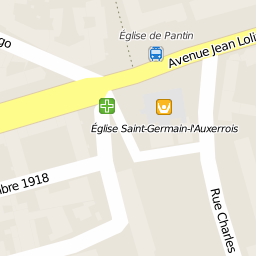 Église de Pantin
Avenue Jean Loli
go
Église Saint-Germain-l'Auxerrois
bre 1918
Rue Charles